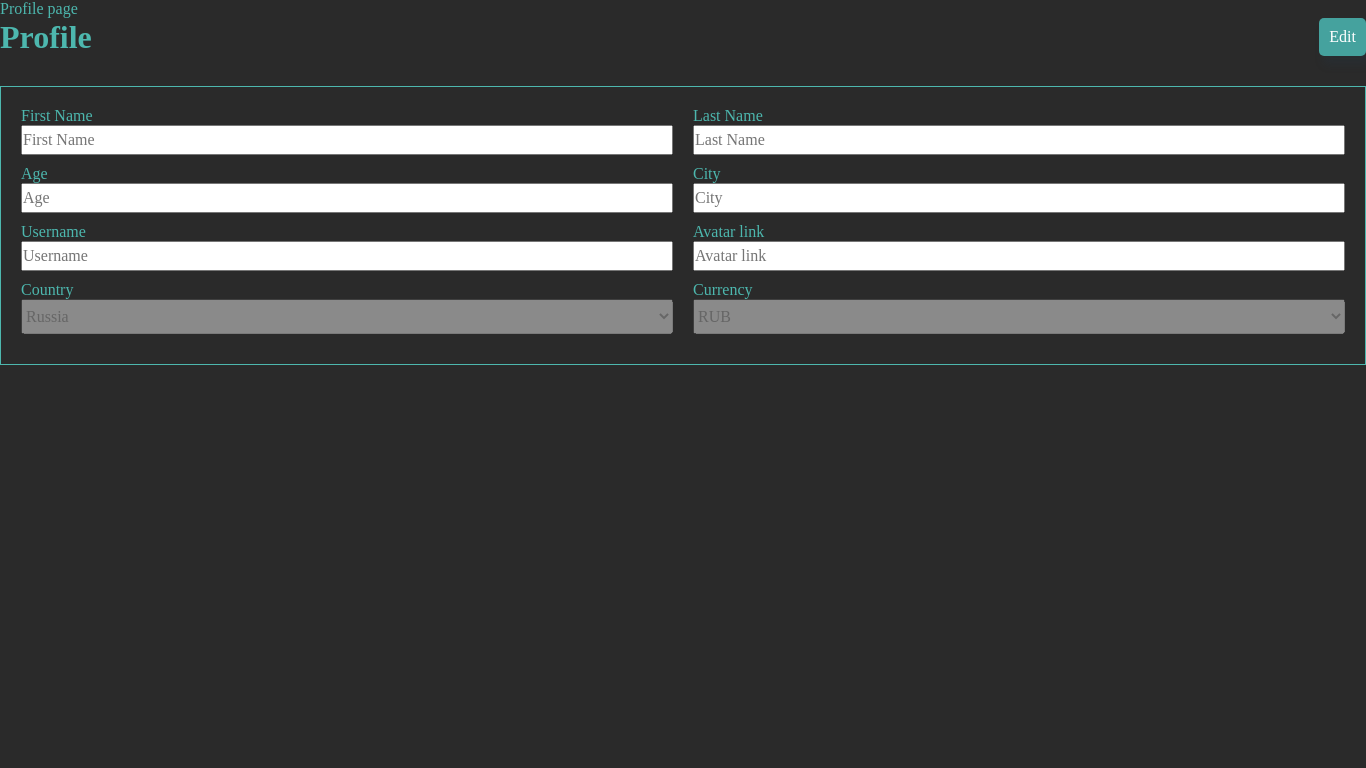 Profile page
Profile
Edit
First Name
Last Name
First Name
Last Name
Age
City
Age
City
Username
Avatar link
Username
Avatar link
Country
Currency
Russia
RUB